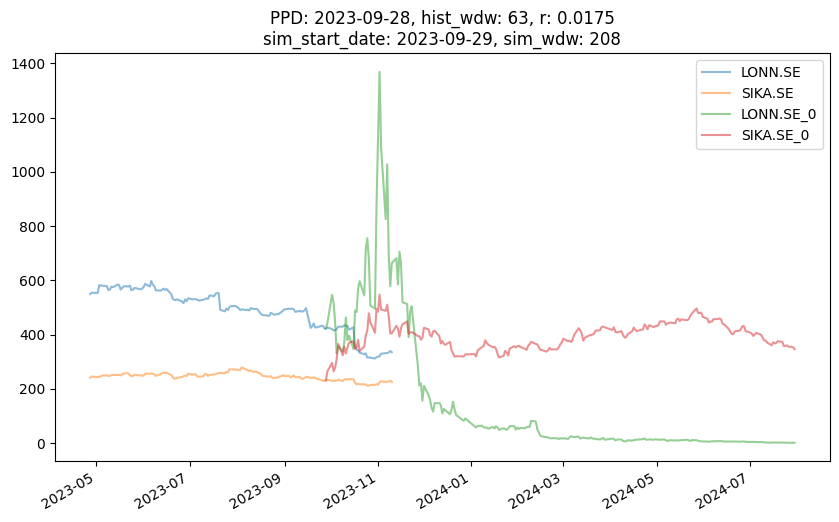 PPD: 2023-09-28, hist_wdw: 63, r: 0.0175
sim_start_date: 2023-09-29, sim_wdw: 208
1400
1200
1000
800
600
400
200
0
LONN.SE
SIKA.SE
LONN.SE_0
SIKA.SE_0
2023-05
2023-07
2023-09
2023-11
2024-01
2024-03
2024-05
2024-07